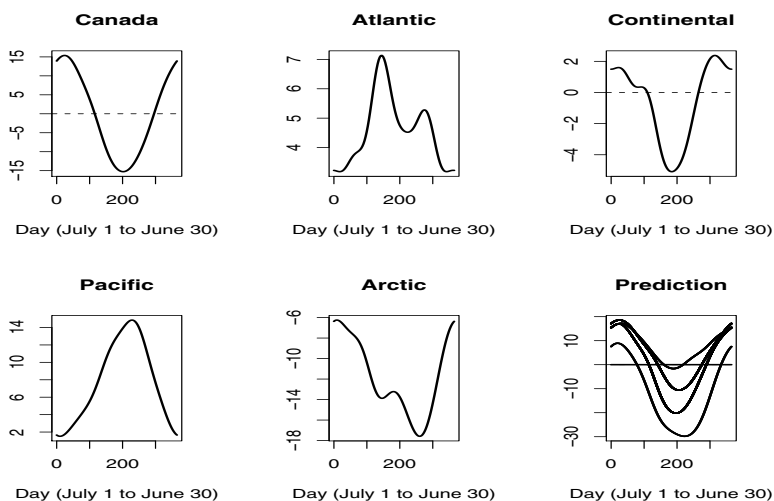 Canada
15
5
-5
-15
0
200
Day (July 1 to June 30)
Atlantic
7
6
5
4
0
200
Day (July 1 to June 30)
Continental
2
0
-2
-4
0
200
Day (July 1 to June 30)
Pacific
14
10
6
2
0
200
Day (July 1 to June 30)
Arctic
-6
-10
-14
-18
0
200
Day (July 1 to June 30)
Prediction
10
-10
-30
0
200
Day (July 1 to June 30)